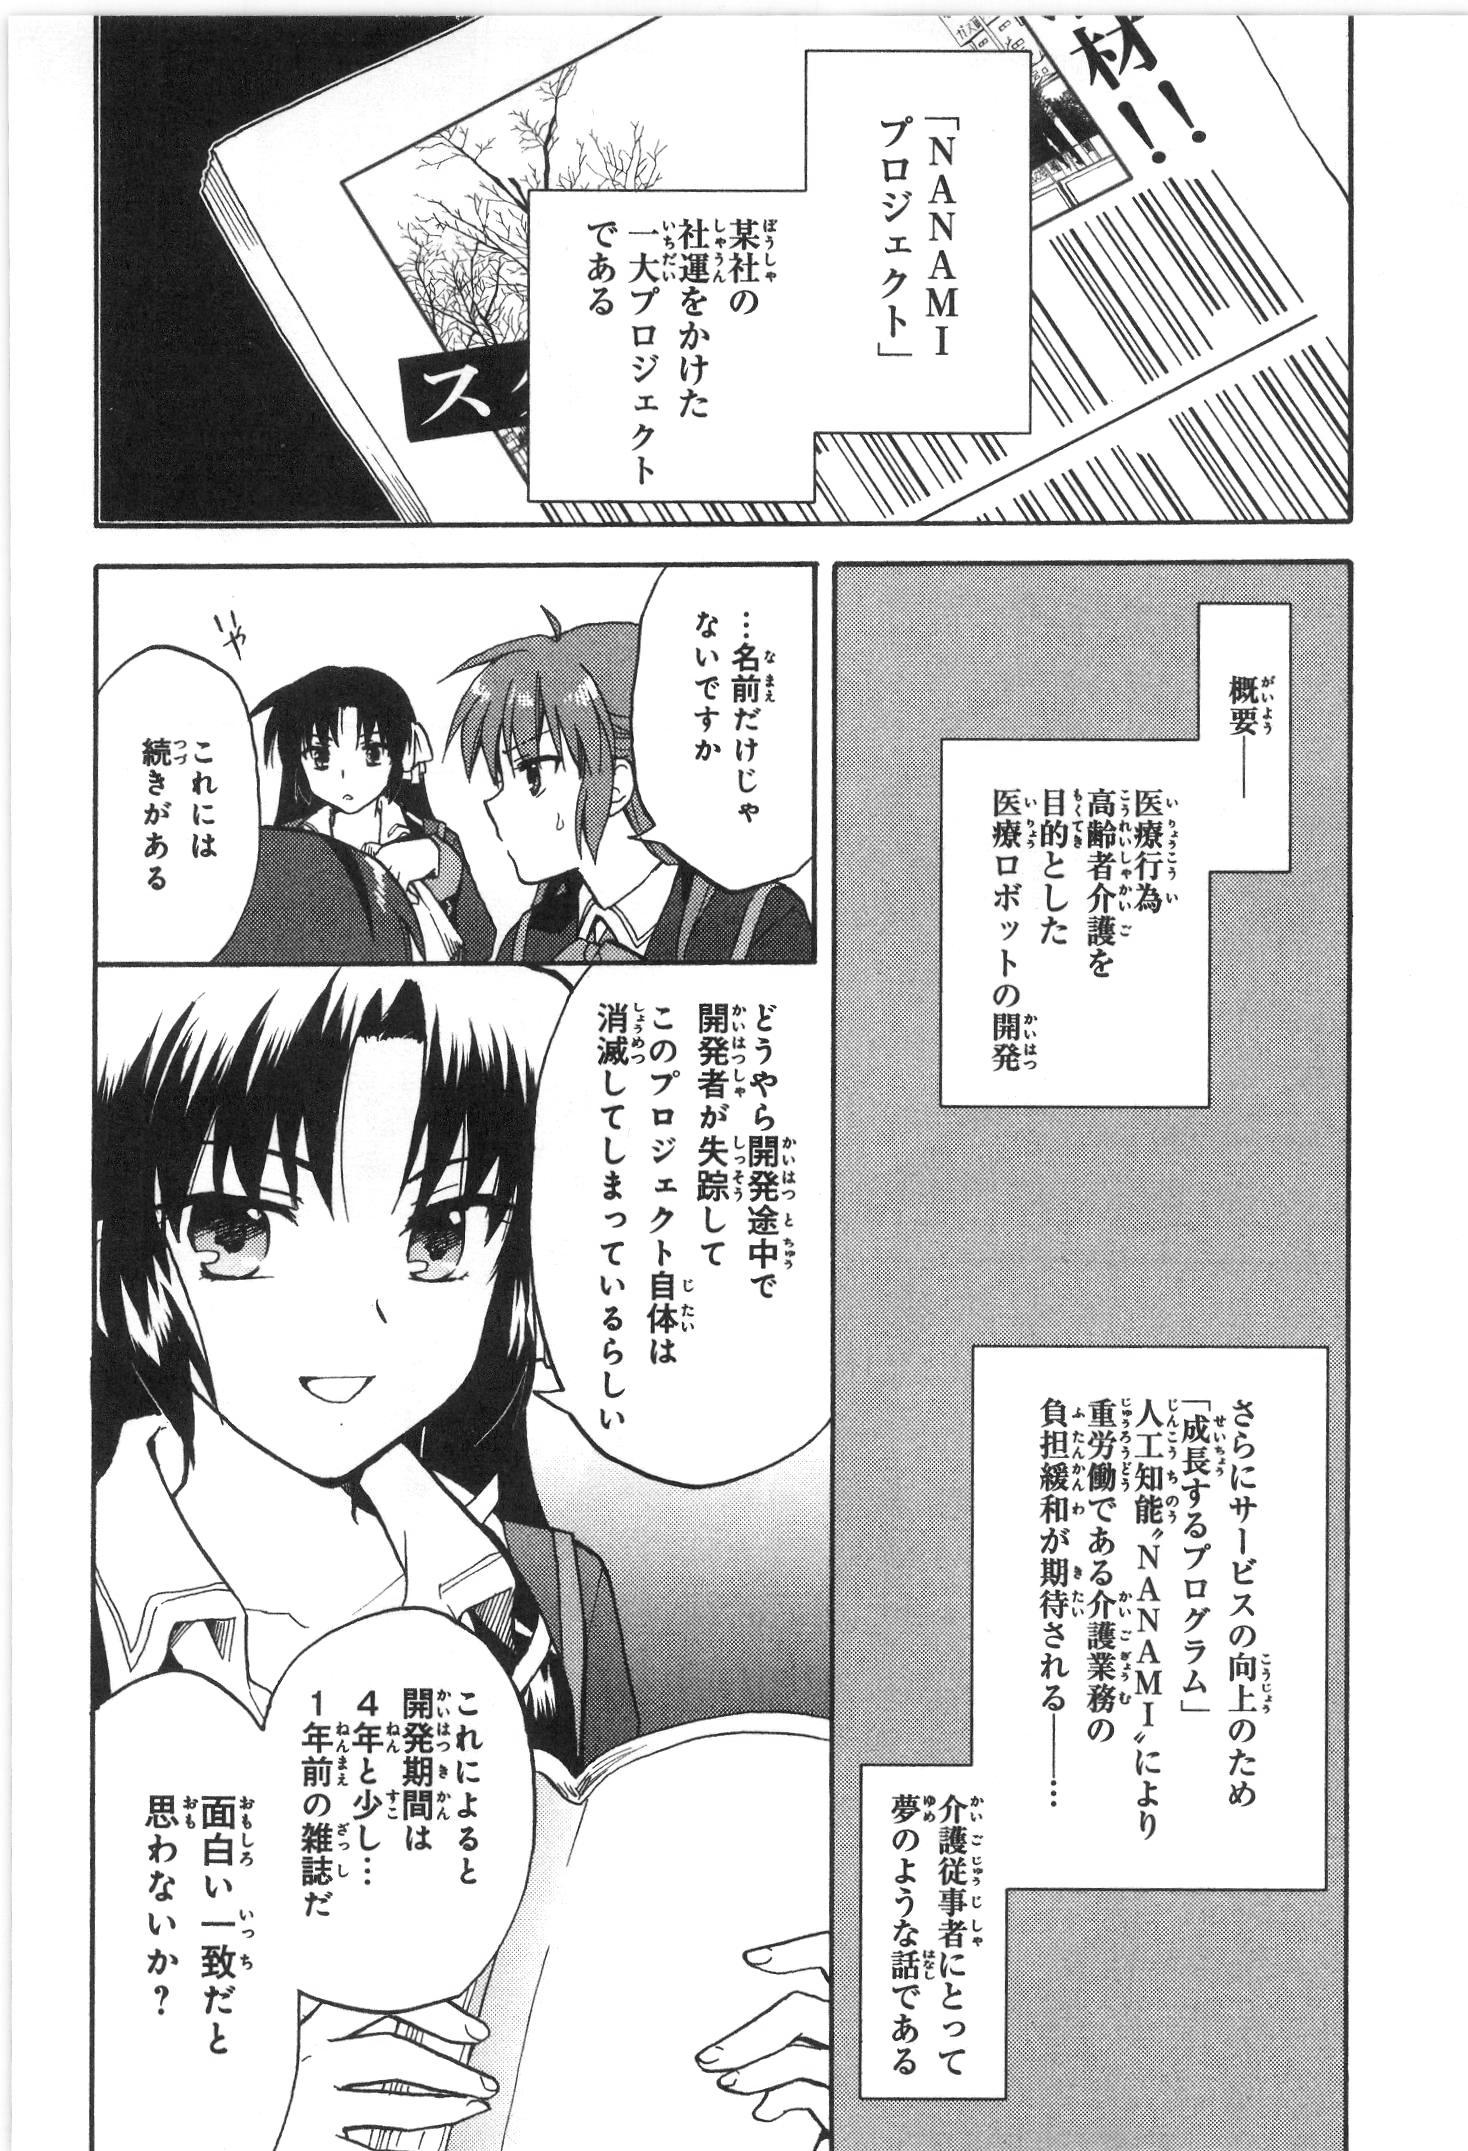 材!!
「NANAMI
プロジェクト」
某社の
社運をかけた
一大プロジェクト
である
ス
概要――
医療行為
高齢者介護を
目的とした
医療ロボットの開発
さらにサービスの向上のため
「成長するプログラム」
人工知能〝NANAMI〟により
重労働である介護業務の
負担緩和が期待される――…
介護従事者にとって
夢のような話である
…名前だけじゃ
ないですか
いや
これには
続きがある
どうやら開発途中で
開発者が失踪して
このプロジェクト自体は
消滅してしまっているらしい
これによると
開発期間は
4年と少し…
1年前の雑誌だ
面白い一致だと
思わないか?